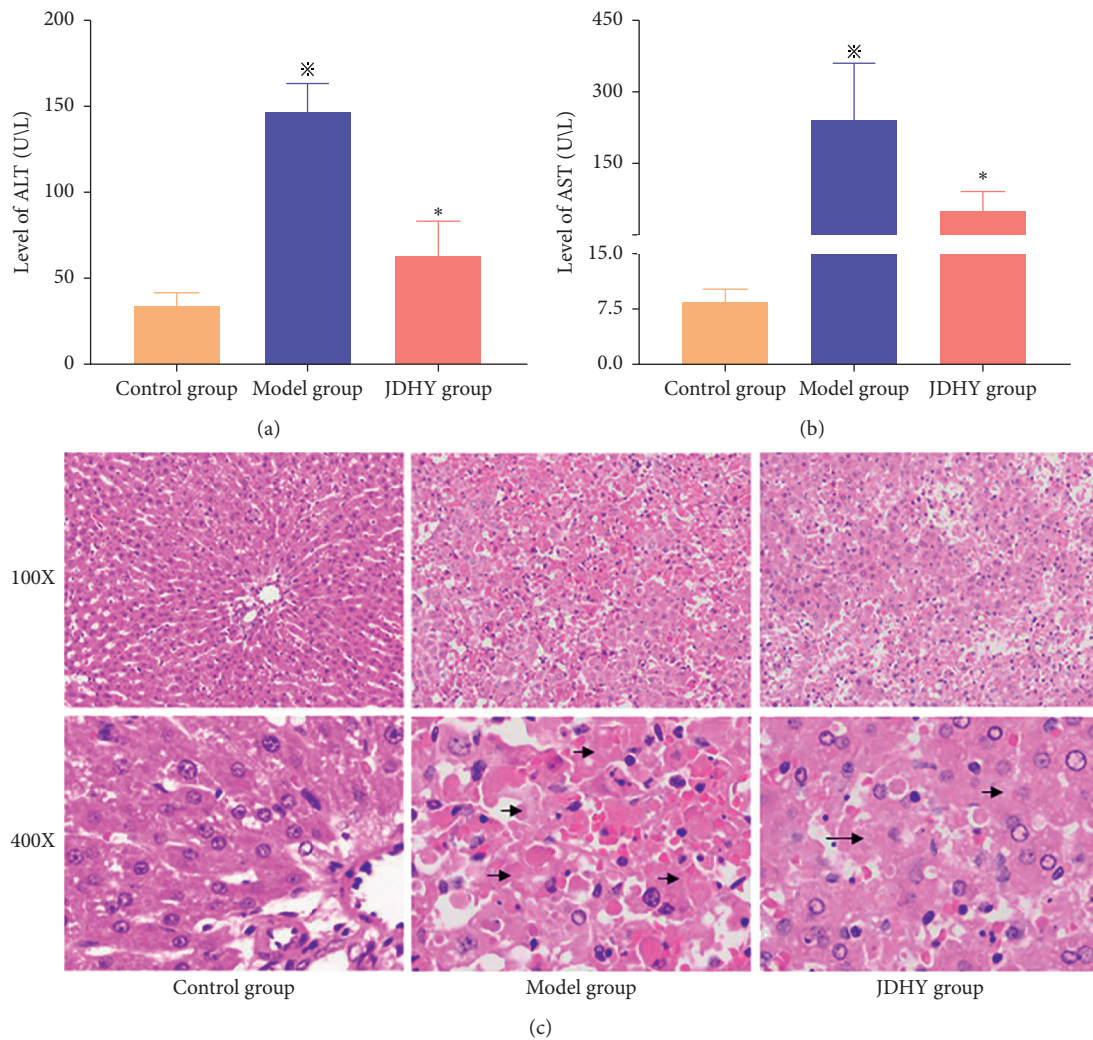 200
150
100
50
0
Level of ALT (U\L)
※
*
Control group
Model group
JDHY group
(a)
450
300
150
15.0
7.5
0.0
Level of AST (U\L)
※
*
Control group
Model group
JDHY group
(b)
100X
400X
Control group
Model group
JDHY group
(c)